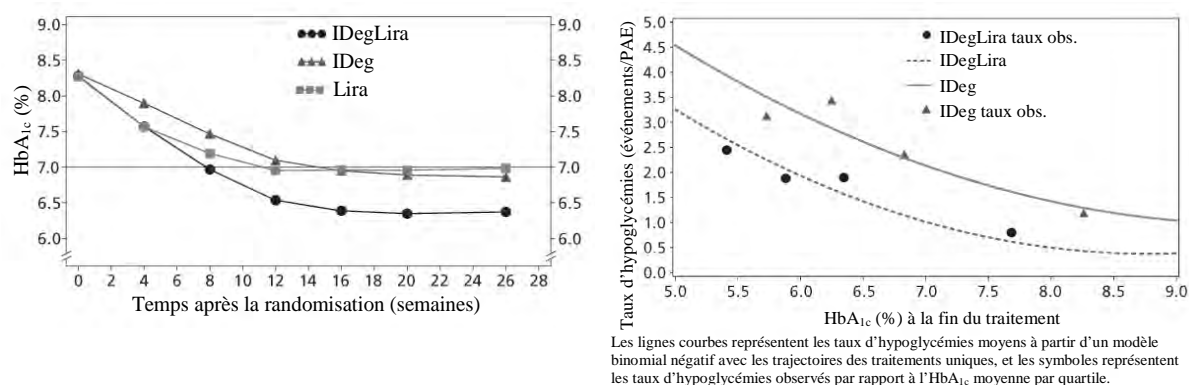 9.0
8.5
8.0
7.5
7.0
6.5
6.0
HbA1c (%)
IDegLira
IDeg
Lira
9.0
8.5
8.0
7.5
7.0
6.5
6.0
0 2 4 6 8 10 12 14 16 18 20 22 24 26 28
Temps après la randomisation (semaines)
Taux d’hypoglycémies (événements/PAE)
5.0
4.5
4.0
3.5
3.0
2.5
2.0
1.5
1.0
0.5
0.0
IDegLira taux obs.
IDegLira
IDeg
IDeg taux obs.
5.0 5.5 6.0 6.5 7.0 7.5 8.0 8.5 9.0
HbA1c (%) à la fin du traitement
Les lignes courbes représentent les taux d’hypoglycémies moyens à partir d’un modèle
binomial négatif avec les trajectoires des traitements uniques, et les symboles représentent
les taux d’hypoglycémies observés par rapport à l’HbA1c moyenne par quartile.